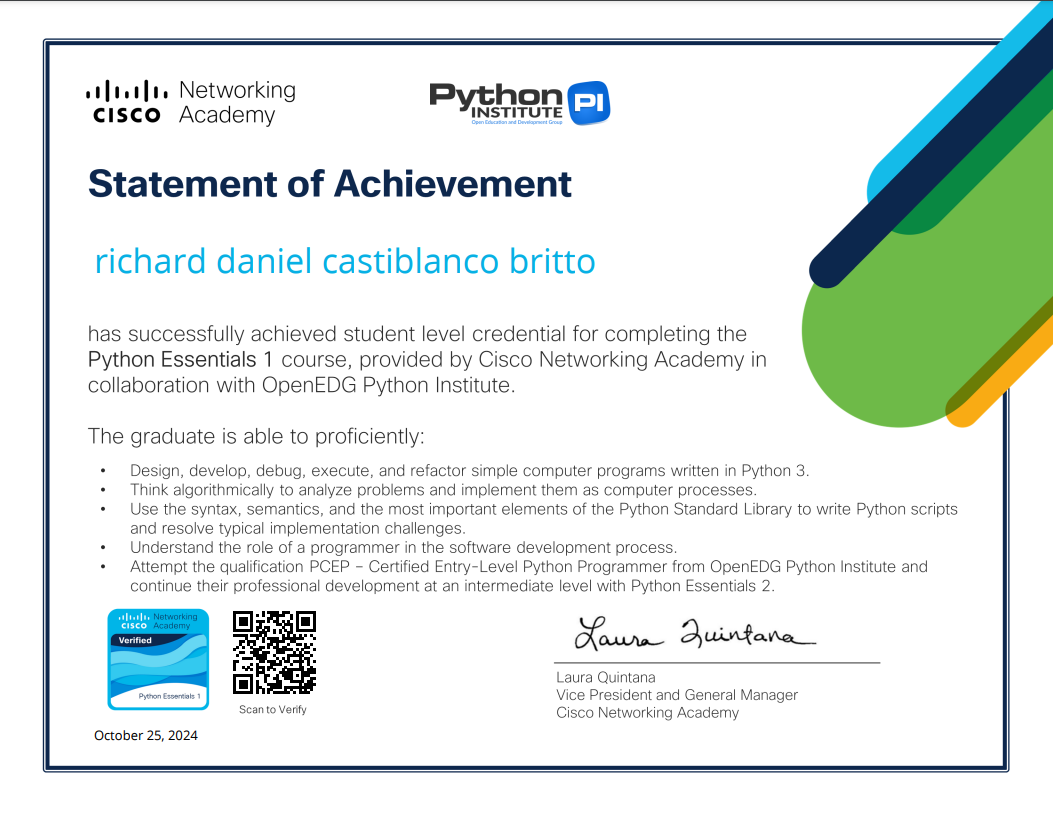 CISCO Networking Academy
Python INSTITUTE PI
Open Education and Development Group
Statement of Achievement
richard daniel castiblanco britto
has successfully achieved student level credential for completing the
Python Essentials 1 course, provided by Cisco Networking Academy in
collaboration with OpenEDG Python Institute.
The graduate is able to proficiently:
• Design, develop, debug, execute, and refactor simple computer programs written in Python 3.
• Think algorithmically to analyze problems and implement them as computer processes.
• Use the syntax, semantics, and the most important elements of the Python Standard Library to write Python scripts
and resolve typical implementation challenges.
• Understand the role of a programmer in the software development process.
• Attempt the qualification PCEP – Certified Entry-Level Python Programmer from OpenEDG Python Institute and
continue their professional development at an intermediate level with Python Essentials 2.
CISCO Networking Academy
Verified
Python Essentials 1
Scan to Verify
October 25, 2024
Laura Quintana
Laura Quintana
Vice President and General Manager
Cisco Networking Academy